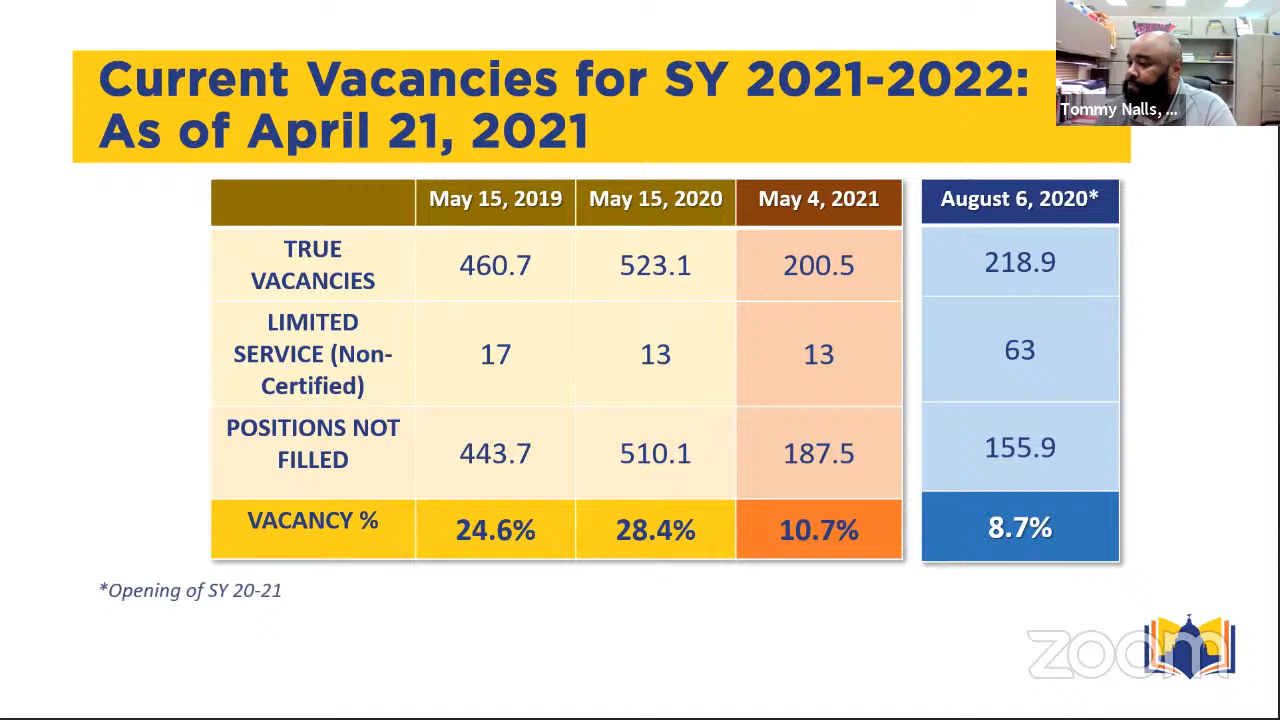 Current Vacancies for SY 2021-2022:
As of April 21, 2021
Tommy Nalls, ...
May 15, 2019 May 15, 2020 May 4, 2021 August 6, 2020*
TRUE
VACANCIES
460.7 523.1 200.5 218.9
LIMITED
SERVICE (Non-
Certified)
17 13 13 63
POSITIONS NOT
FILLED
443.7 510.1 187.5 155.9
VACANCY %
24.6% 28.4% 10.7% 8.7%
*Opening of SY 20-21
zoom